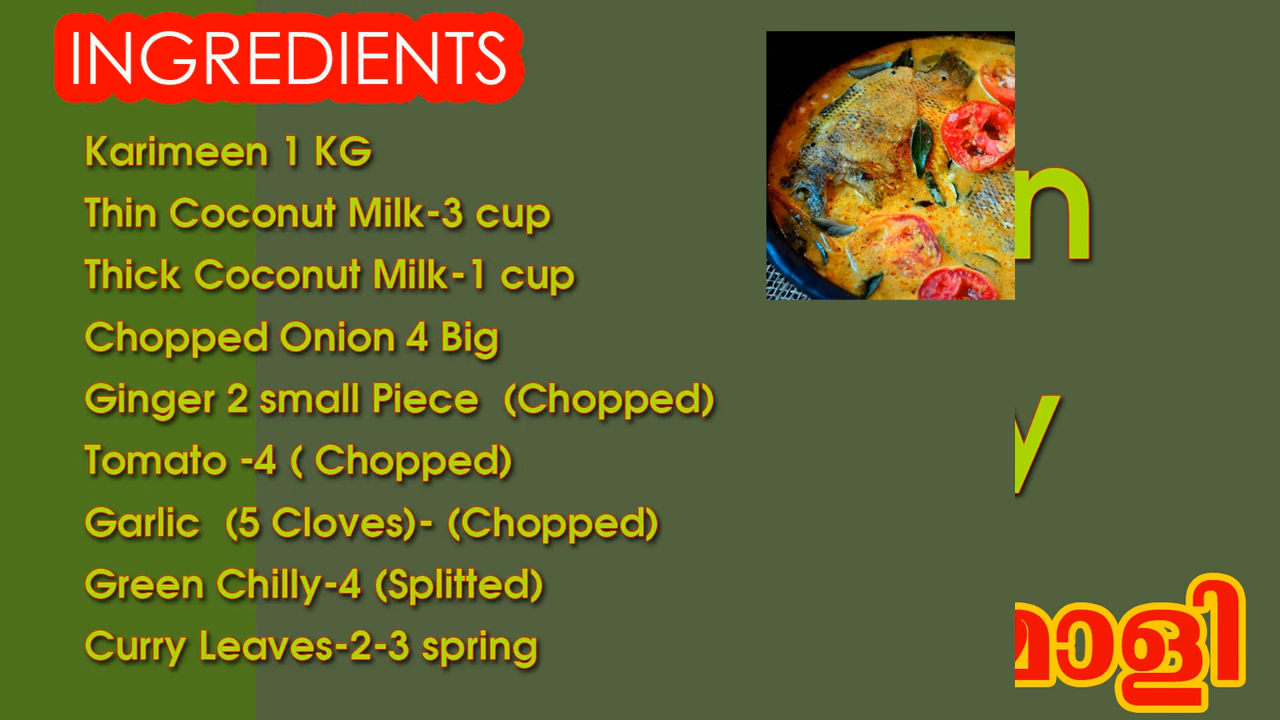 INGREDIENTS
Karimeen 1 KG
Thin Coconut Milk-3 cup
Thick Coconut Milk-1 cup
Chopped Onion 4 Big
Ginger 2 small Piece (Chopped)
Tomato -4 ( Chopped)
Garlic (5 Cloves)- (Chopped)
Green Chilly-4 (Splitted)
Curry Leaves-2-3 spring
n
y
മാളി